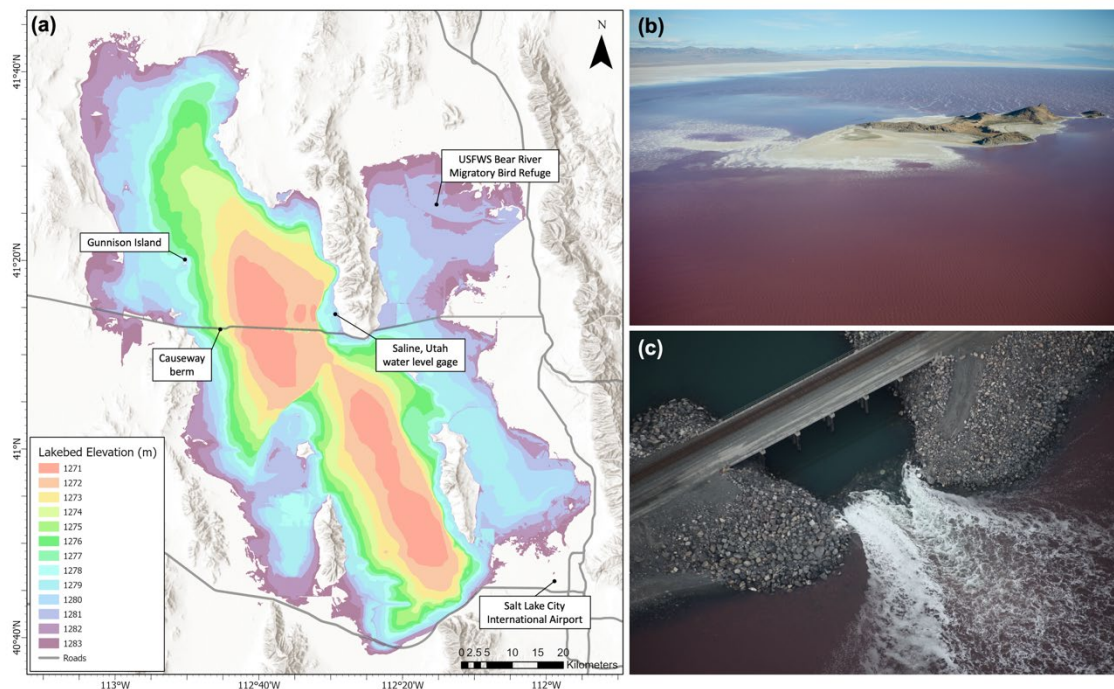 (a)
N
41°40'N
41°20'N
41°N
40°40'N
USFWS Bear River
Migratory Bird Refuge
Gunnison Island
Causeway
berm
Saline, Utah
water level gage
Salt Lake City
International Airport
Lakebed Elevation (m)
1271
1272
1273
1274
1275
1276
1277
1278
1279
1280
1281
1282
1283
Roads
0 2.5 5 10 15 20
Kilometers
113°W
112°40'W
112°20'W
112°W
(b)
(c)